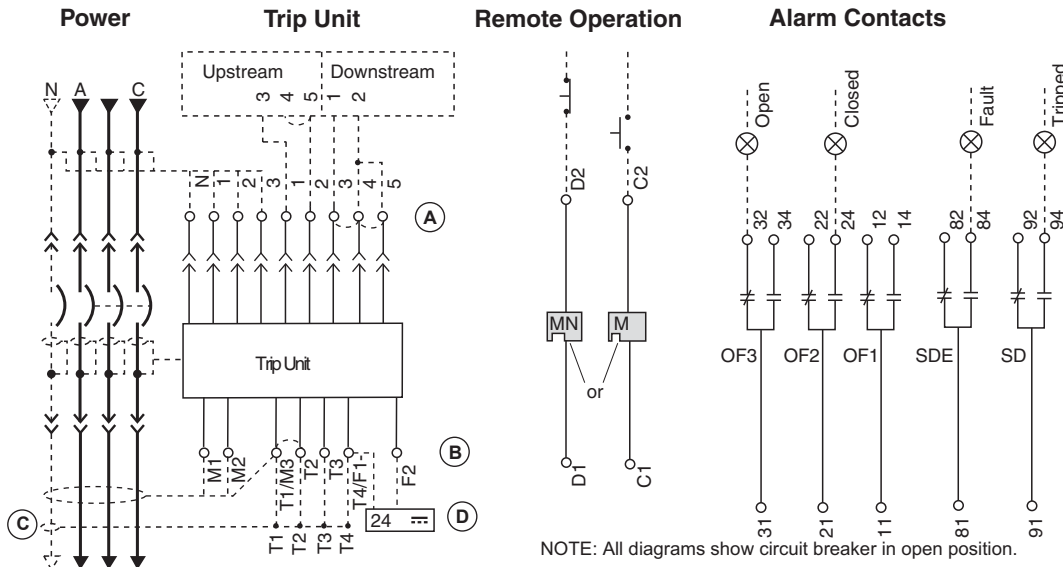 Power
Trip Unit
Remote Operation
Alarm Contacts
Upstream
Downstream
3
4
5
1
2
N
A
C
N
1
2
3
1
2
3
4
5
A
Trip Unit
M1
M2
T1/M3
T2
T3
T4/F1
F2
B
C
D
24
T1
T2
T3
T4
D2
C2
MN
M
or
D1
C1
Open
Closed
Fault
Tripped
32
34
22
24
12
14
82
84
92
94
OF3
OF2
OF1
SDE
SD
31
21
11
81
91
NOTE: All diagrams show circuit breaker in open position.